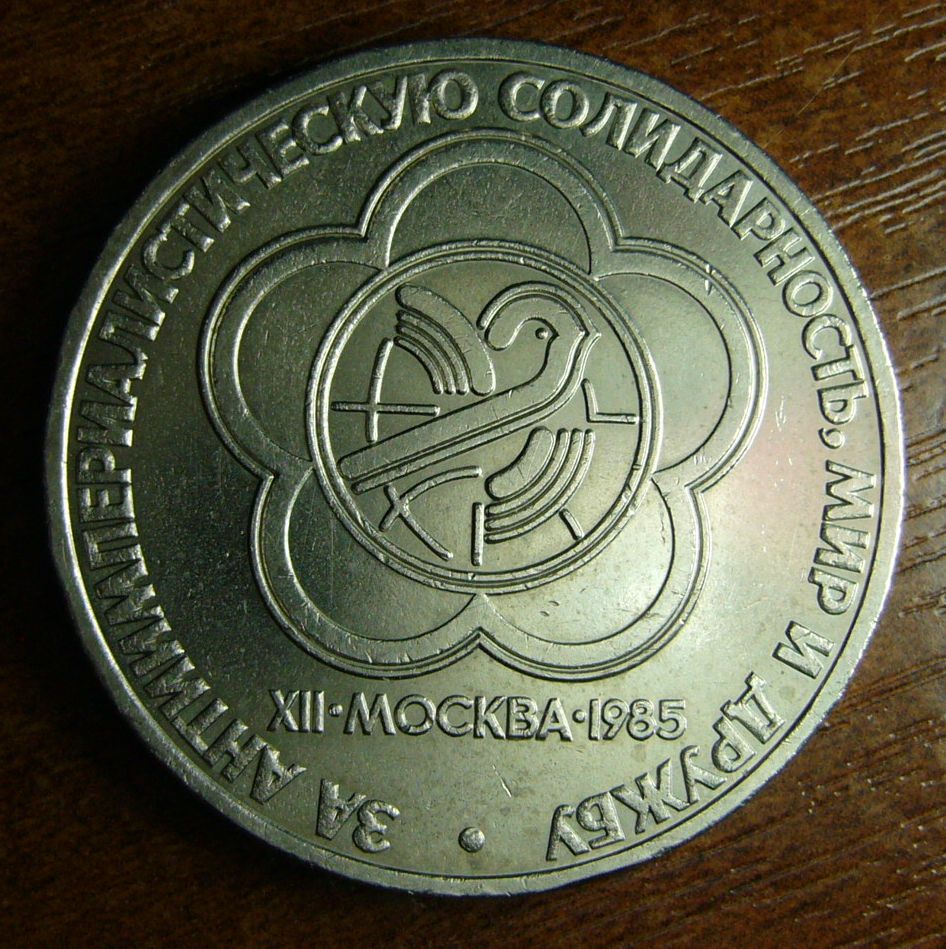 ЗА АНТИИМПЕРИАЛИСТИЧЕСКУЮ СОЛИДАРНОСТЬ, МИР И ДРУЖБУ
XII·МОСКВА·1985